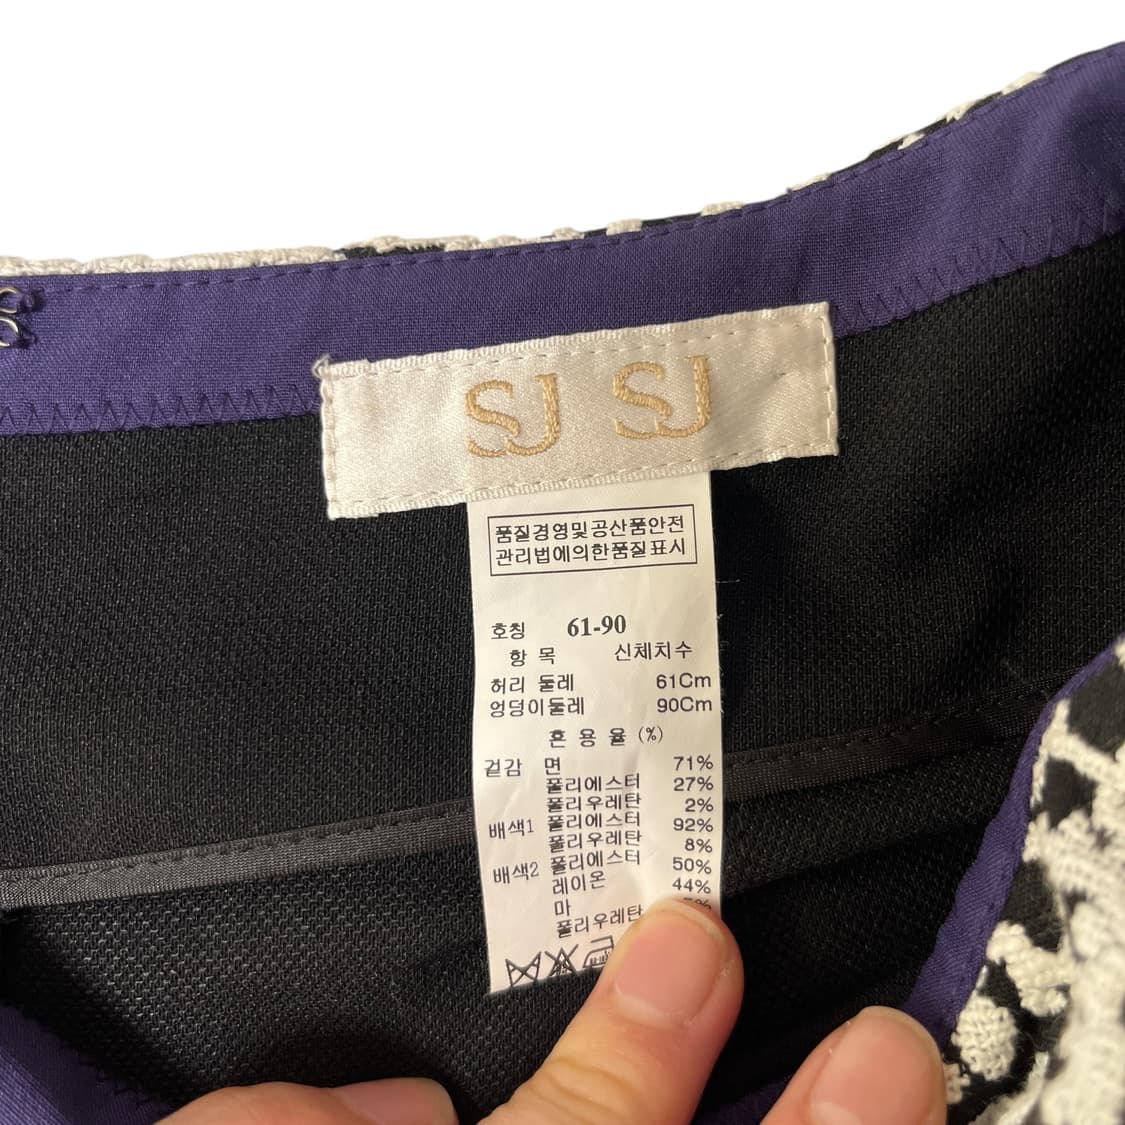 SJ SJ
품질경영및공산품안전
관리법에의한품질표시
호칭 61-90
항 목 신체치수
허리 둘레 61Cm
엉덩이둘레 90Cm
혼 용 율 (%)
겉감 면 71%
폴리에스터 27%
폴리우레탄 2%
배색1 폴리에스터 92%
폴리우레탄 8%
배색2 폴리에스터 50%
레이온 44%
마
폴리우레탄